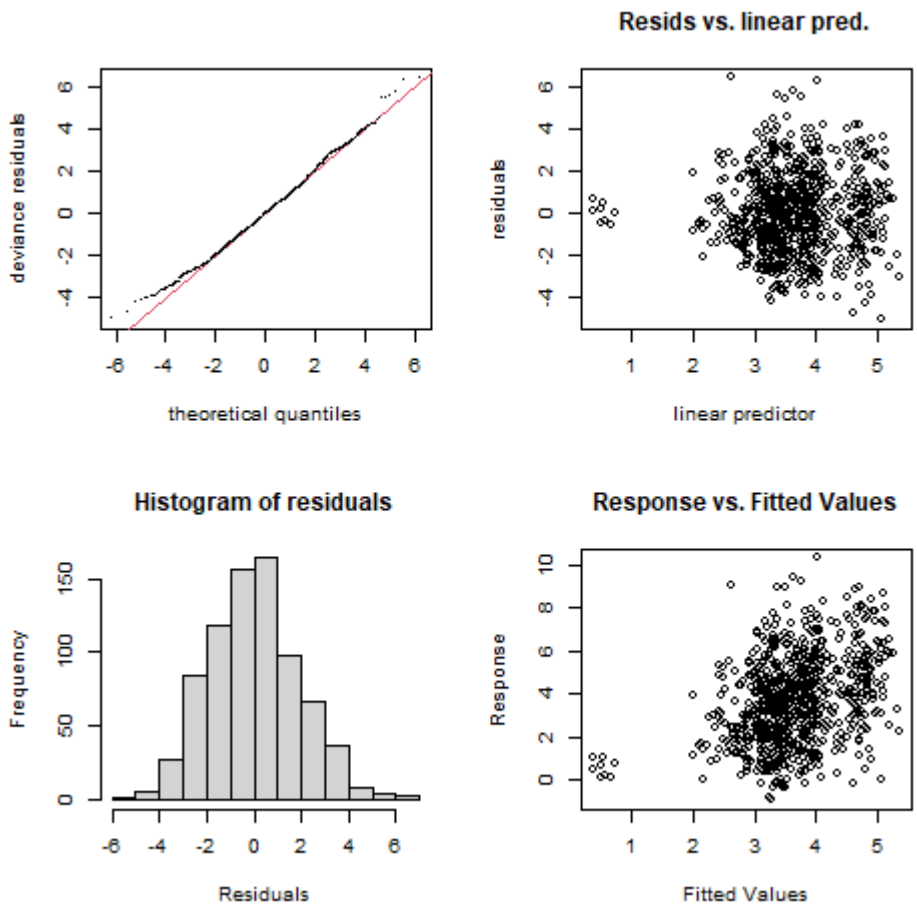 Resids vs. linear pred.
deviance residuals
6
4
2
0
-2
-4
-6 -4 -2 0 2 4 6
theoretical quantiles
residuals
6
4
2
0
-2
-4
1 2 3 4 5
linear predictor
Histogram of residuals
Frequency
150
100
50
0
-6 -4 -2 0 2 4 6
Residuals
Response vs. Fitted Values
Response
10
8
6
4
2
0
1 2 3 4 5
Fitted Values